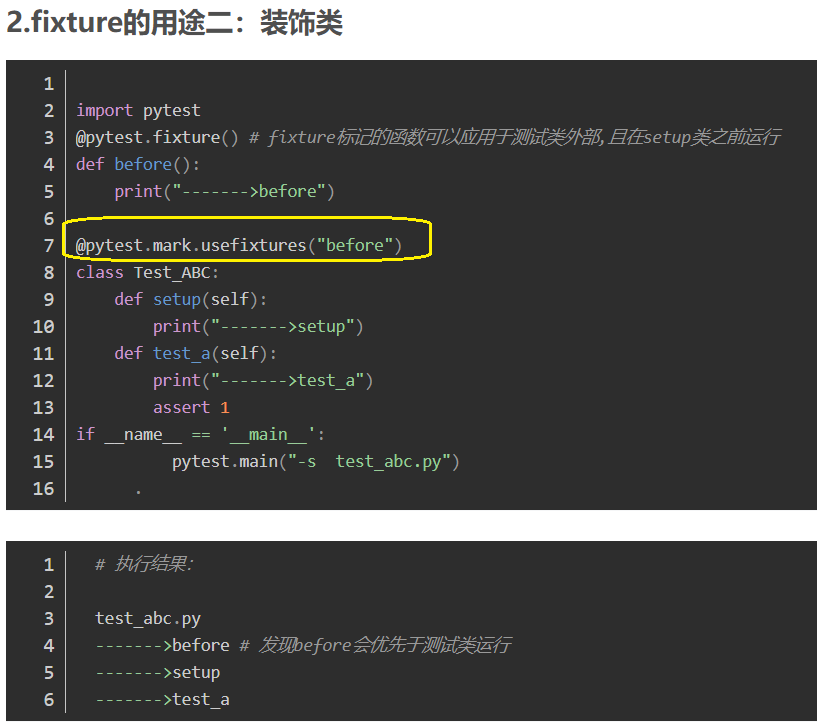 2.fixture的用途二：装饰类
1
2 import pytest
3 @pytest.fixture() # fixture标记的函数可以应用于测试类外部,且在setup类之前运行
4 def before():
5     print("------->before")
6
7 @pytest.mark.usefixtures("before")
8 class Test_ABC:
9     def setup(self):
10         print("------->setup")
11     def test_a(self):
12         print("------->test_a")
13         assert 1
14 if __name__ == '__main__':
15           pytest.main("-s  test_abc.py")
16       .
1   # 执行结果:
2
3   test_abc.py
4   ------->before # 发现before会优先于测试类运行
5   ------->setup
6   ------->test_a